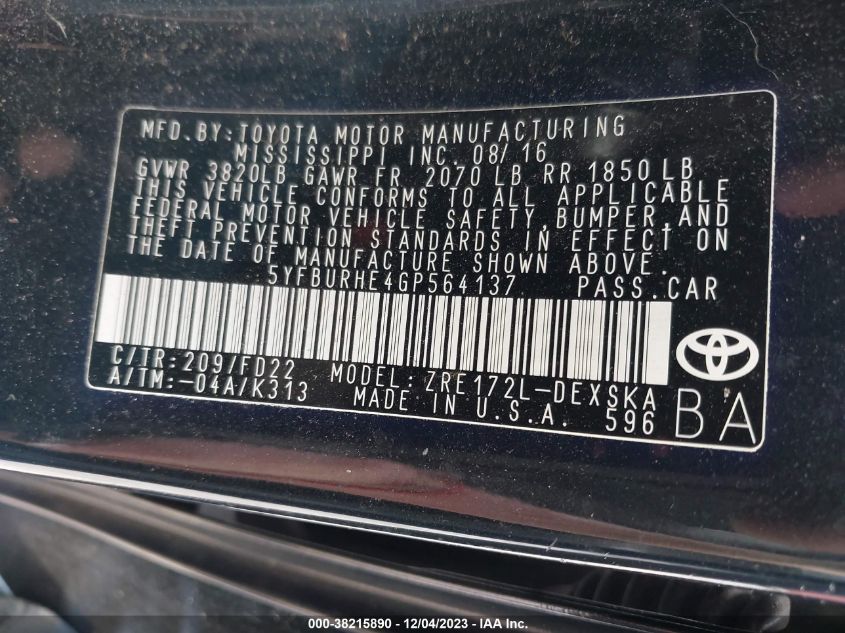 MFD.BY:TOYOTA MOTOR MANUFACTURING
MISSISSIPPI INC. 08/16
GVWR 3820LB GAWR FR 2070 LB RR 1850 LB
THIS VEHICLE CONFORMS TO ALL APPLICABLE
FEDERAL MOTOR VEHICLE SAFETY, BUMPER, AND
THEFT PREVENTION STANDARDS IN EFFECT ON
THE DATE OF MANUFACTURE SHOWN ABOVE.
5YFBURHE4GP564137 PASS.CAR
C/TR:209/FD22 MODEL: ZRE172L-DEXSKA
A/TM:-04A/K313 MADE IN U.S.A. 596
BA
000-38215890 - 12/04/2023 - IAA Inc.